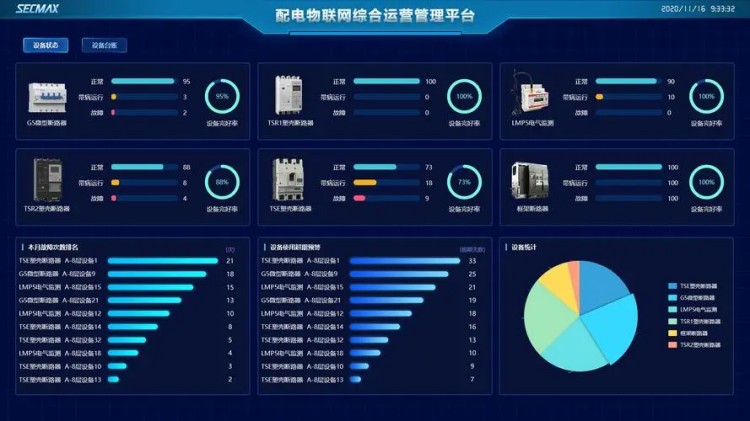 SECMAX
配电物联网综合运营管理平台
2020/11/16 9:33:32
设备状态 设备台账
正常 95
带病运行 3
故障 2
95%
G5微型断路器 设备完好率
正常 100
带病运行 0
故障 0
100%
TSR1塑壳断路器 设备完好率
正常 90
带病运行 10
故障 0
100%
LMP5电气监测 设备完好率
正常 88
带病运行 8
故障 4
88%
TSR2塑壳断路器 设备完好率
正常 73
带病运行 18
故障 9
73%
TSE塑壳断路器 设备完好率
正常 100
带病运行 100
故障 100
100%
框架断路器 设备完好率
本月故障次数排名 (次)
TSE塑壳断路器 A-8层设备1 21
G5微型断路器 A-8层设备9 18
LMP5电气监测 A-8层设备15 15
G5微型断路器 A-8层设备21 13
LMP5电气监测 A-8层设备12 10
TSE塑壳断路器 A-8层设备14 8
TSE塑壳断路器 A-8层设备32 5
LMP5电气监测 A-8层设备18 4
TSE塑壳断路器 A-8层设备10 3
TSE塑壳断路器 A-8层设备13 2
设备使用超限预警 (超期天数)
TSE塑壳断路器 A-8层设备1 33
G5微型断路器 A-8层设备9 25
LMP5电气监测 A-8层设备15 21
G5微型断路器 A-8层设备21 19
LMP5电气监测 A-8层设备12 18
TSE塑壳断路器 A-8层设备14 16
TSE塑壳断路器 A-8层设备32 13
LMP5电气监测 A-8层设备18 10
TSE塑壳断路器 A-8层设备10 9
TSE塑壳断路器 A-8层设备13 7
设备统计
TSE塑壳断路器
G5微型断路器
LMP5电气监测
TSR1塑壳断路器
框架断路器
TSR2塑壳断路器